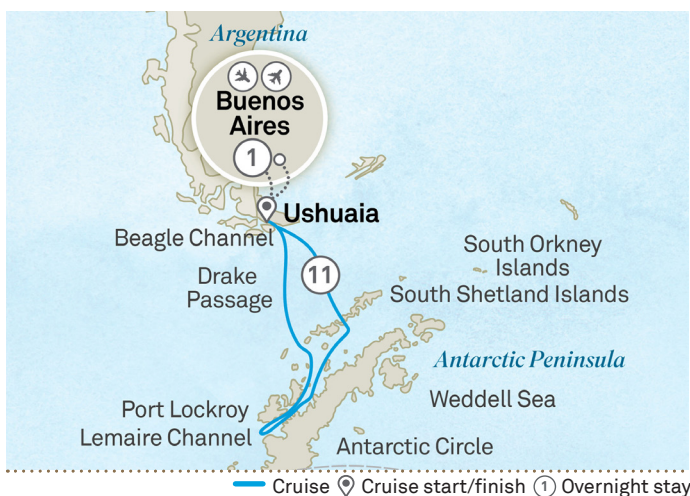 Argentina
Buenos
Aires
1
Ushuaia
Beagle Channel
Drake
Passage
11
South Orkney
Islands
South Shetland Islands
Antarctic Peninsula
Weddell Sea
Port Lockroy
Lemaire Channel
Antarctic Circle
Cruise Cruise start/finish 1 Overnight stay